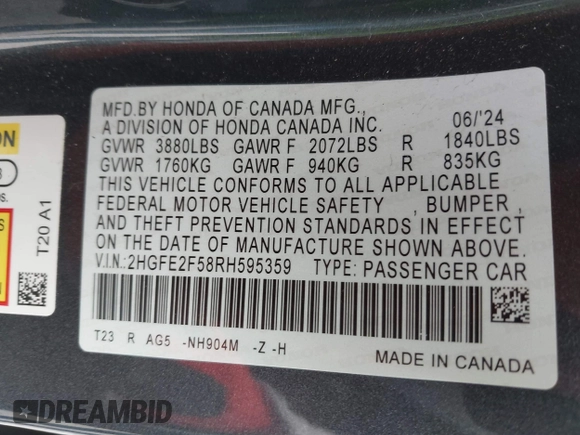 MFD.BY HONDA OF CANADA MFG.,
A DIVISION OF HONDA CANADA INC. 06/'24
GVWR 3880LBS GAWR F 2072LBS R 1840LBS
GVWR 1760KG GAWR F 940KG R 835KG
THIS VEHICLE CONFORMS TO ALL APPLICABLE
FEDERAL MOTOR VEHICLE SAFETY , BUMPER ,
AND THEFT PREVENTION STANDARDS IN EFFECT
ON THE DATE OF MANUFACTURE SHOWN ABOVE.
V.I.N.:2HGFE2F58RH595359 TYPE: PASSENGER CAR
T23 R AG5 -NH904M -Z -H
MADE IN CANADA
T20 A1
DREAMBID